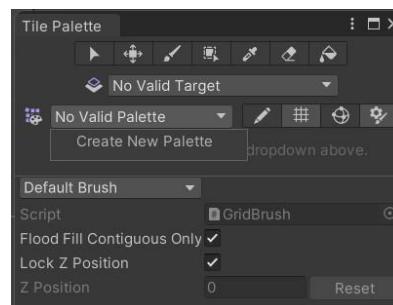 Tile Palette
No Valid Target
No Valid Palette
Create New Palette
dropdown above.
Default Brush
Script GridBrush
Flood Fill Contiguous Only
Lock Z Position
Z Position 0 Reset